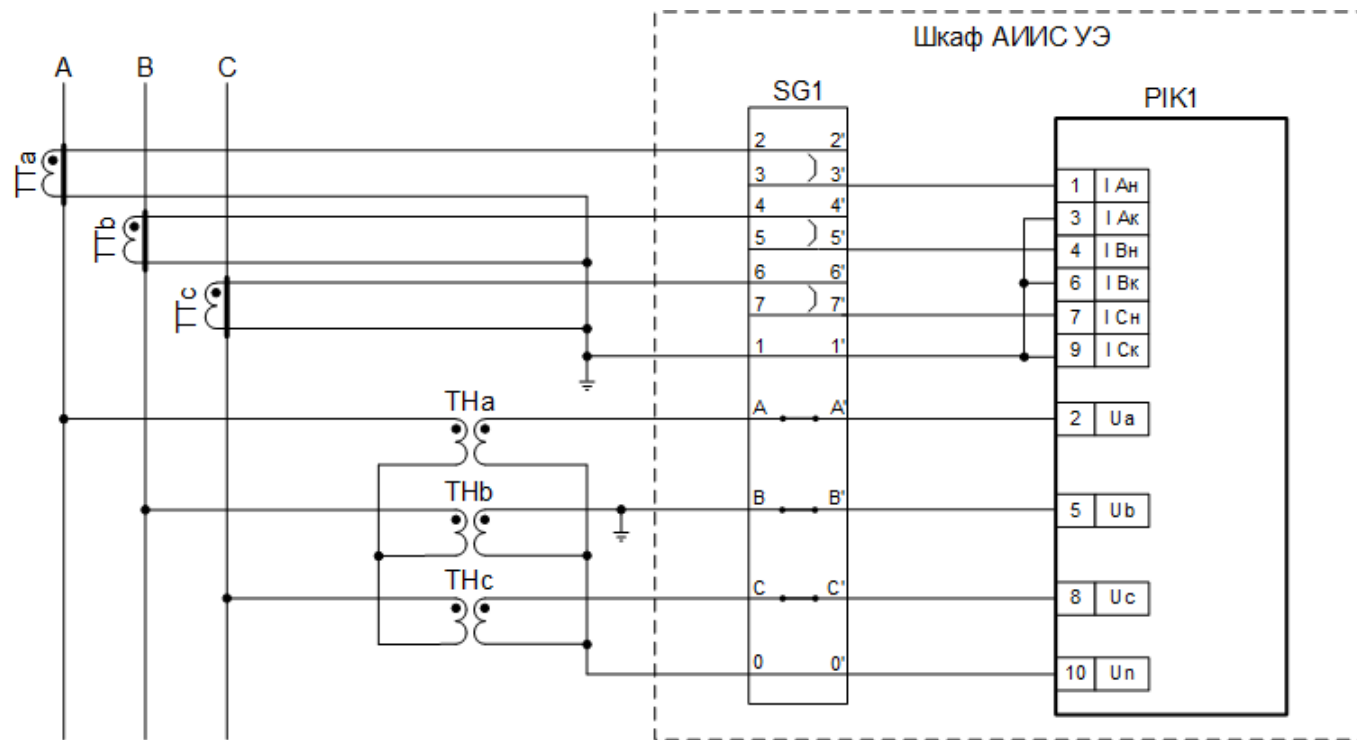 Шкаф АИИС УЭ
A B C
SG1
PIK1
TTa
TTb
TTc
2 2'
3 3'
4 4'
5 5'
6 6'
7 7'
1 1'
A A'
B B'
C C'
0 0'
1 I Ан
3 I Ак
4 I Вн
6 I Вк
7 I Сн
9 I Ск
2 Ua
5 Ub
8 Uc
10 Un
THa
THb
THc